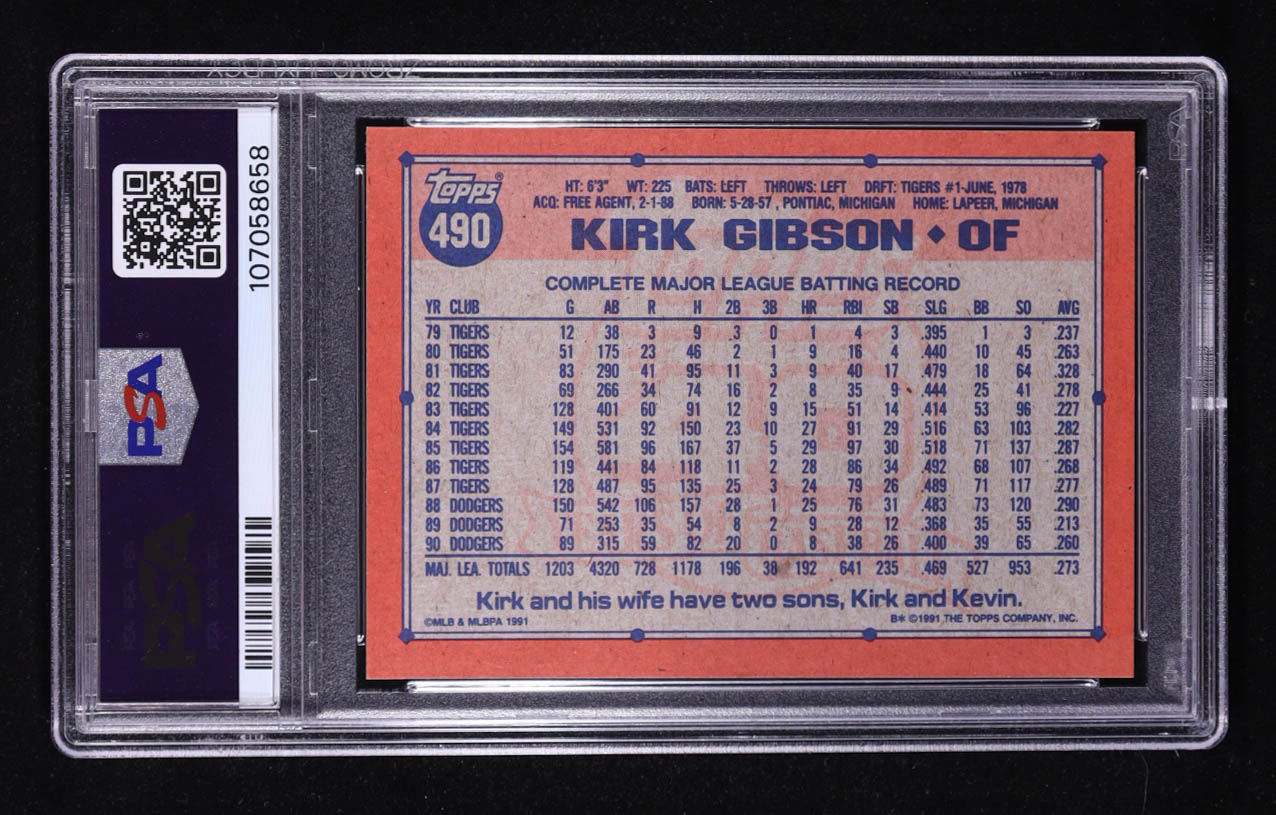 107058658
PSA
PSA
Topps®
490
HT: 6'3" WT: 225 BATS: LEFT THROWS: LEFT DRFT: TIGERS #1-JUNE, 1978
ACQ: FREE AGENT, 2-1-88 BORN: 5-28-57, PONTIAC, MICHIGAN HOME: LAPEER, MICHIGAN
KIRK GIBSON ♦ OF
COMPLETE MAJOR LEAGUE BATTING RECORD
YR CLUB G AB R H 2B 3B HR RBI SB SLG BB SO AVG
79 TIGERS 12 38 3 9 3 0 1 4 3 .395 1 3 .237
80 TIGERS 51 175 23 46 2 1 9 16 4 .440 10 45 .263
81 TIGERS 83 290 41 95 11 3 9 40 17 .479 18 64 .328
82 TIGERS 69 266 34 74 16 2 8 35 9 .444 25 41 .278
83 TIGERS 128 401 60 91 12 9 15 51 14 .414 53 96 .227
84 TIGERS 149 531 92 150 23 10 27 91 29 .516 63 103 .282
85 TIGERS 154 581 96 167 37 5 29 97 30 .518 71 137 .287
86 TIGERS 119 441 84 118 11 2 28 86 34 .492 68 107 .268
87 TIGERS 128 487 95 135 25 3 24 79 26 .489 71 117 .277
88 DODGERS 150 542 106 157 28 1 25 76 31 .483 73 120 .290
89 DODGERS 71 253 35 54 8 2 9 28 12 .368 35 55 .213
90 DODGERS 89 315 59 82 20 0 8 38 26 .400 39 65 .260
MAJ. LEA. TOTALS 1203 4320 728 1178 196 38 192 641 235 .469 527 953 .273
Kirk and his wife have two sons, Kirk and Kevin.
©MLB & MLBPA 1991 B* ©1991 THE TOPPS COMPANY, INC.